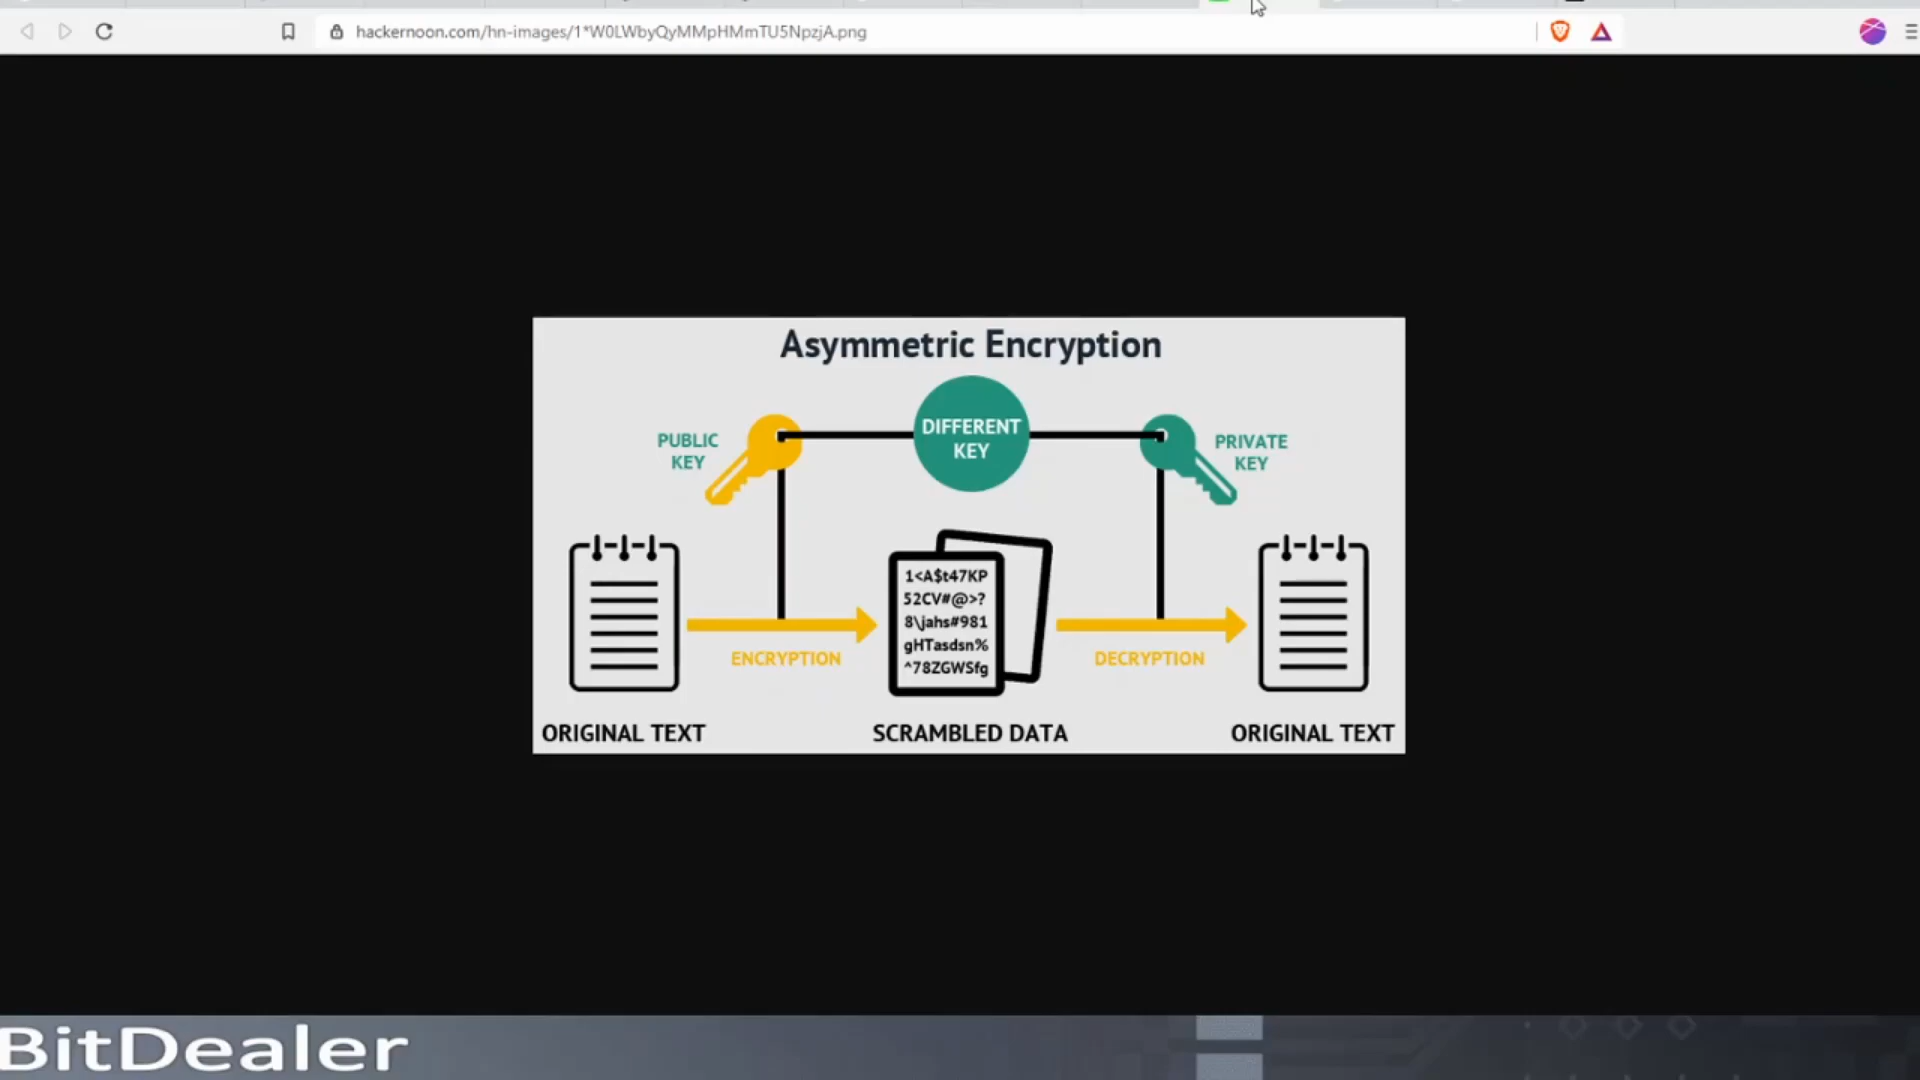 hackernoon.com/hn-images/1*W0LWbyQyMMpHMmTU5NpzjA.png
Asymmetric Encryption
PUBLIC
KEY
DIFFERENT
KEY
PRIVATE
KEY
1<A$t47KP
52CV#@>?
8\jahs#981
gHTasdsn%
^78ZGWSfg
ENCRYPTION
DECRYPTION
ORIGINAL TEXT
SCRAMBLED DATA
ORIGINAL TEXT
BitDealer